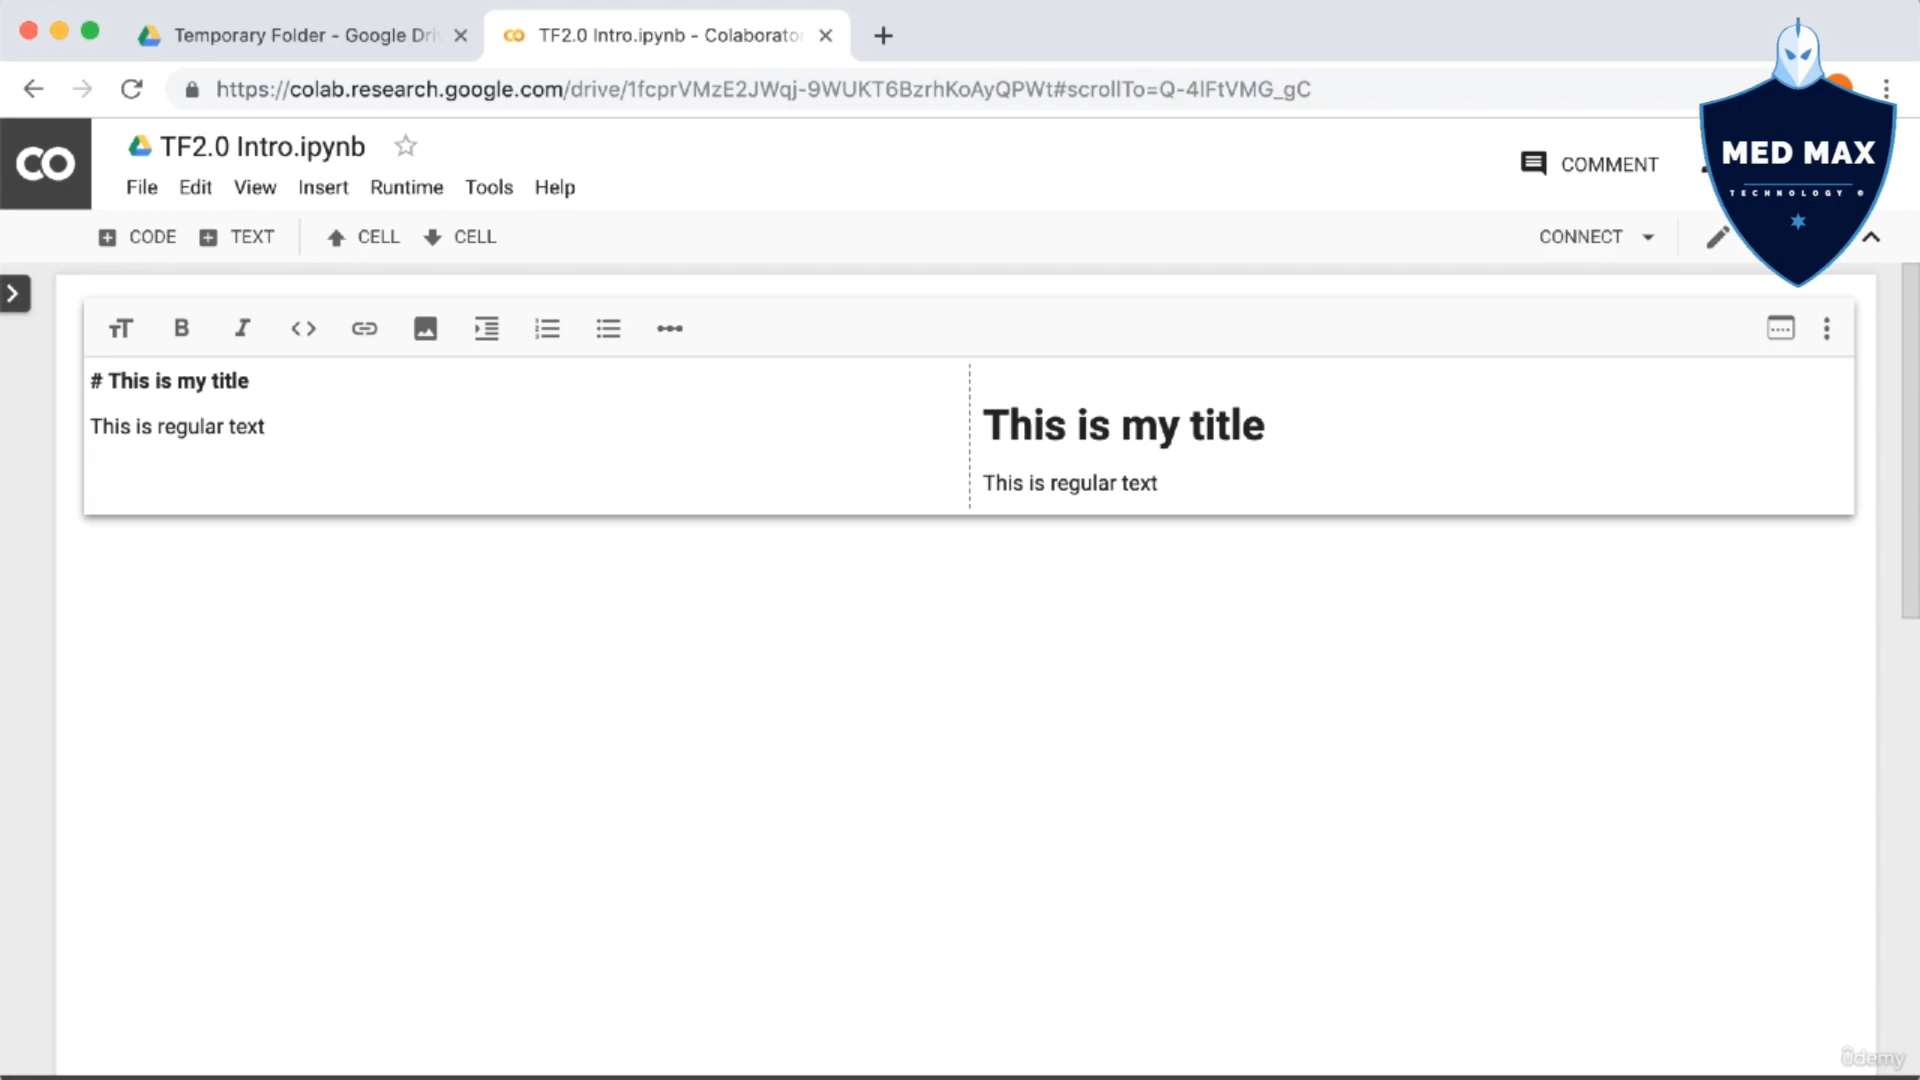 Temporary Folder - Google Dri
TF2.0 Intro.ipynb - Colaborator
https://colab.research.google.com/drive/1fcprVMzE2JWqj-9WUKT6BzrhKoAyQPWt#scrollTo=Q-4lFtVMG_gC
CO
TF2.0 Intro.ipynb
COMMENT
File Edit View Insert Runtime Tools Help
MED MAX
TECHNOLOGY
CODE TEXT CELL CELL
CONNECT
# This is my title
This is regular text
This is my title
This is regular text
ûdemy